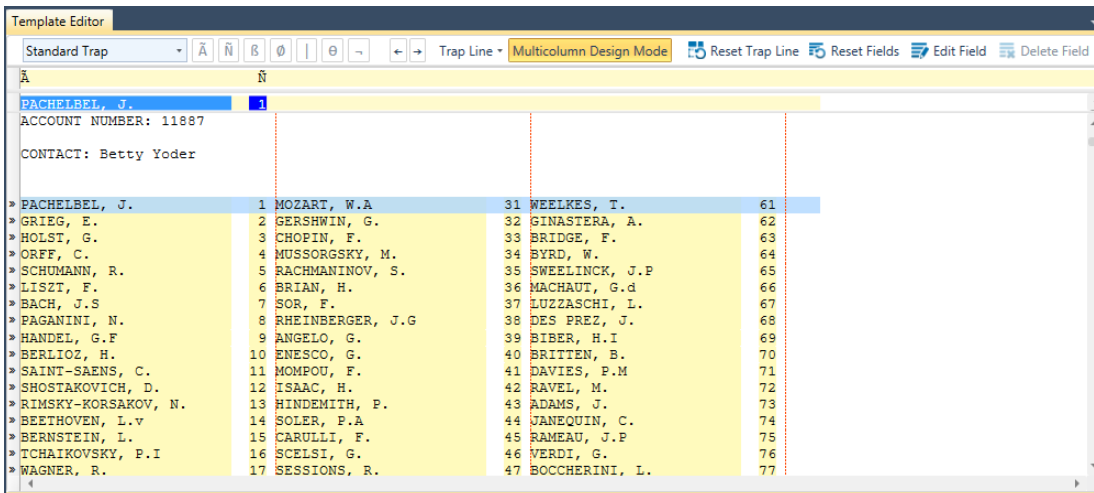 Template Editor
Standard Trap Ã Ñ ß Ø | θ ¬ ← → Trap Line Multicolumn Design Mode Reset Trap Line Reset Fields Edit Field Delete Field
Ã Ñ
PACHELBEL, J. 1
ACCOUNT NUMBER: 11887
CONTACT: Betty Yoder
» PACHELBEL, J. 1 MOZART, W.A 31 WEELKES, T. 61
» GRIEG, E. 2 GERSHWIN, G. 32 GINASTERA, A. 62
» HOLST, G. 3 CHOPIN, F. 33 BRIDGE, F. 63
» ORFF, C. 4 MUSSORGSKY, M. 34 BYRD, W. 64
» SCHUMANN, R. 5 RACHMANINOV, S. 35 SWEELINCK, J.P 65
» LISZT, F. 6 BRIAN, H. 36 MACHAUT, G.d 66
» BACH, J.S 7 SOR, F. 37 LUZZASCHI, L. 67
» PAGANINI, N. 8 RHEINBERGER, J.G 38 DES PREZ, J. 68
» HANDEL, G.F 9 ANGELO, G. 39 BIBER, H.I 69
» BERLIOZ, H. 10 ENESCO, G. 40 BRITTEN, B. 70
» SAINT-SAENS, C. 11 MOMPOU, F. 41 DAVIES, P.M 71
» SHOSTAKOVICH, D. 12 ISAAC, H. 42 RAVEL, M. 72
» RIMSKY-KORSAKOV, N. 13 HINDEMITH, P. 43 ADAMS, J. 73
» BEETHOVEN, L.v 14 SOLER, P.A 44 JANEQUIN, C. 74
» BERNSTEIN, L. 15 CARULLI, F. 45 RAMEAU, J.P 75
» TCHAIKOVSKY, P.I 16 SCELSI, G. 46 VERDI, G. 76
» WAGNER, R. 17 SESSIONS, R. 47 BOCCHERINI, L. 77